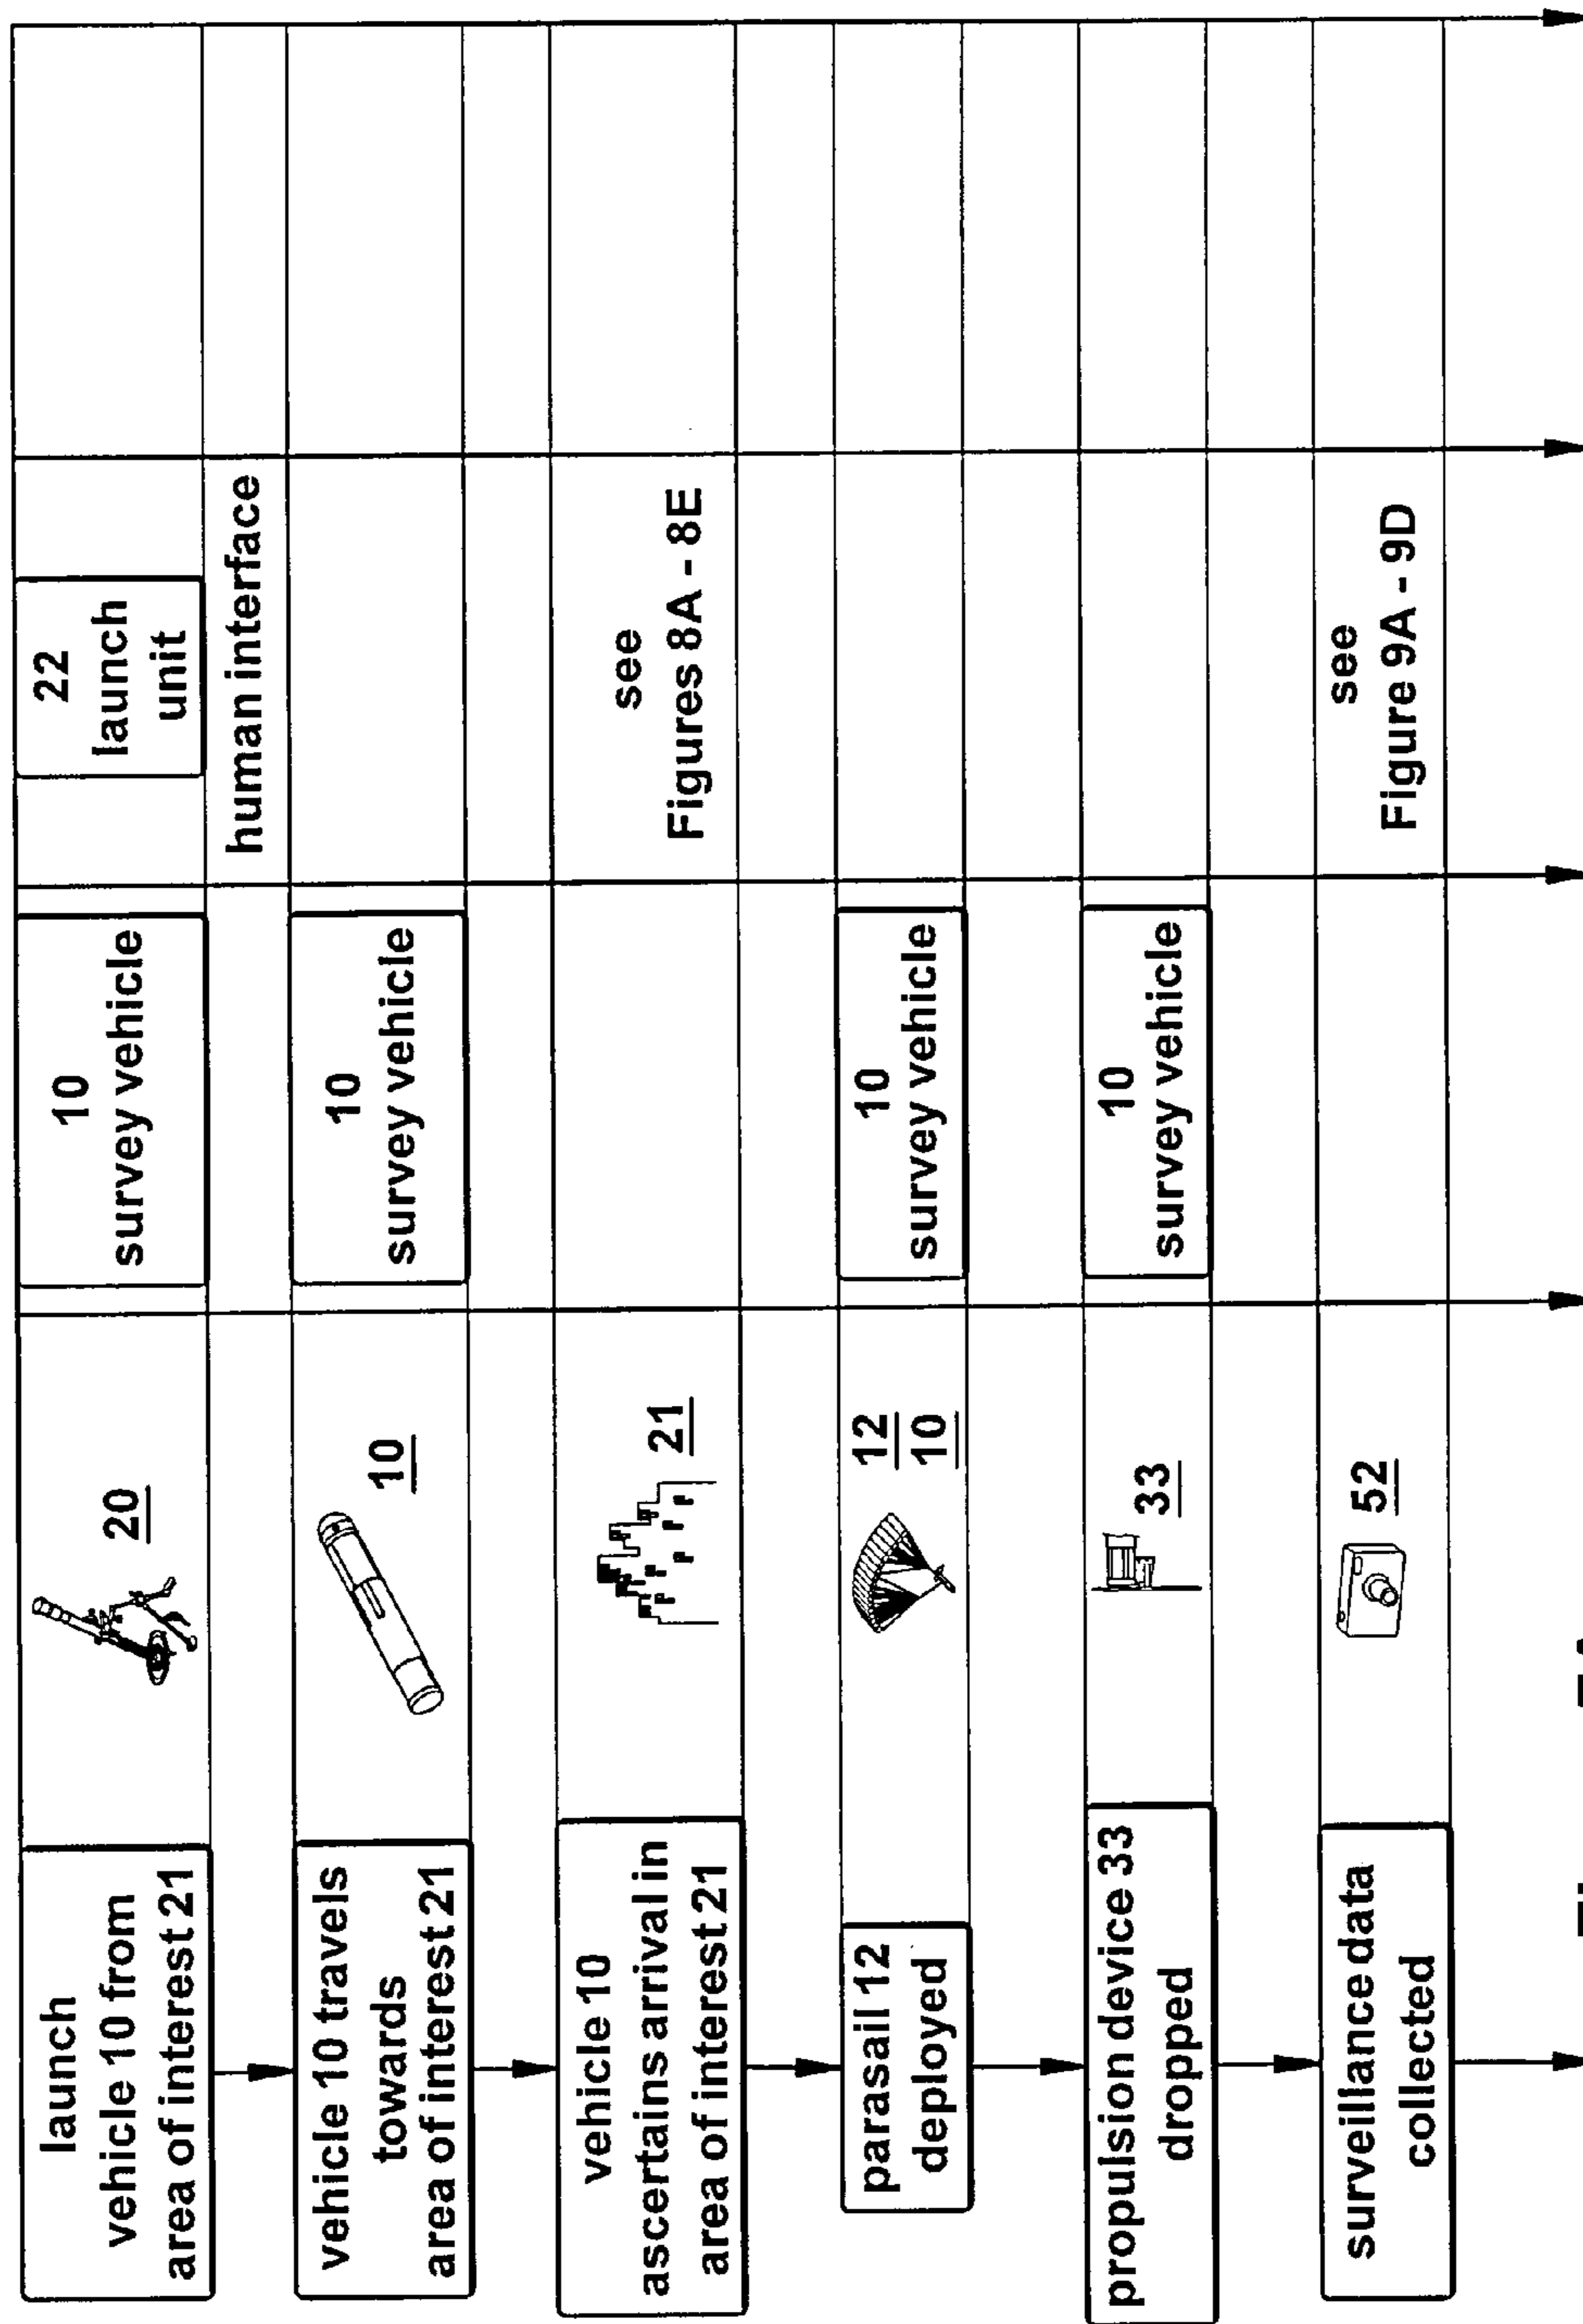 launch
vehicle 10 from
area of interest 21
20
10
survey vehicle
22
launch
unit
human interface
vehicle 10 travels
towards
area of interest 21
10
10
survey vehicle
vehicle 10
ascertains arrival in
area of interest 21
21
see
Figures 8A - 8E
parasail 12
deployed
12
10
10
survey vehicle
propulsion device 33
dropped
33
10
survey vehicle
surveillance data
collected
52
see
Figure 9A - 9D